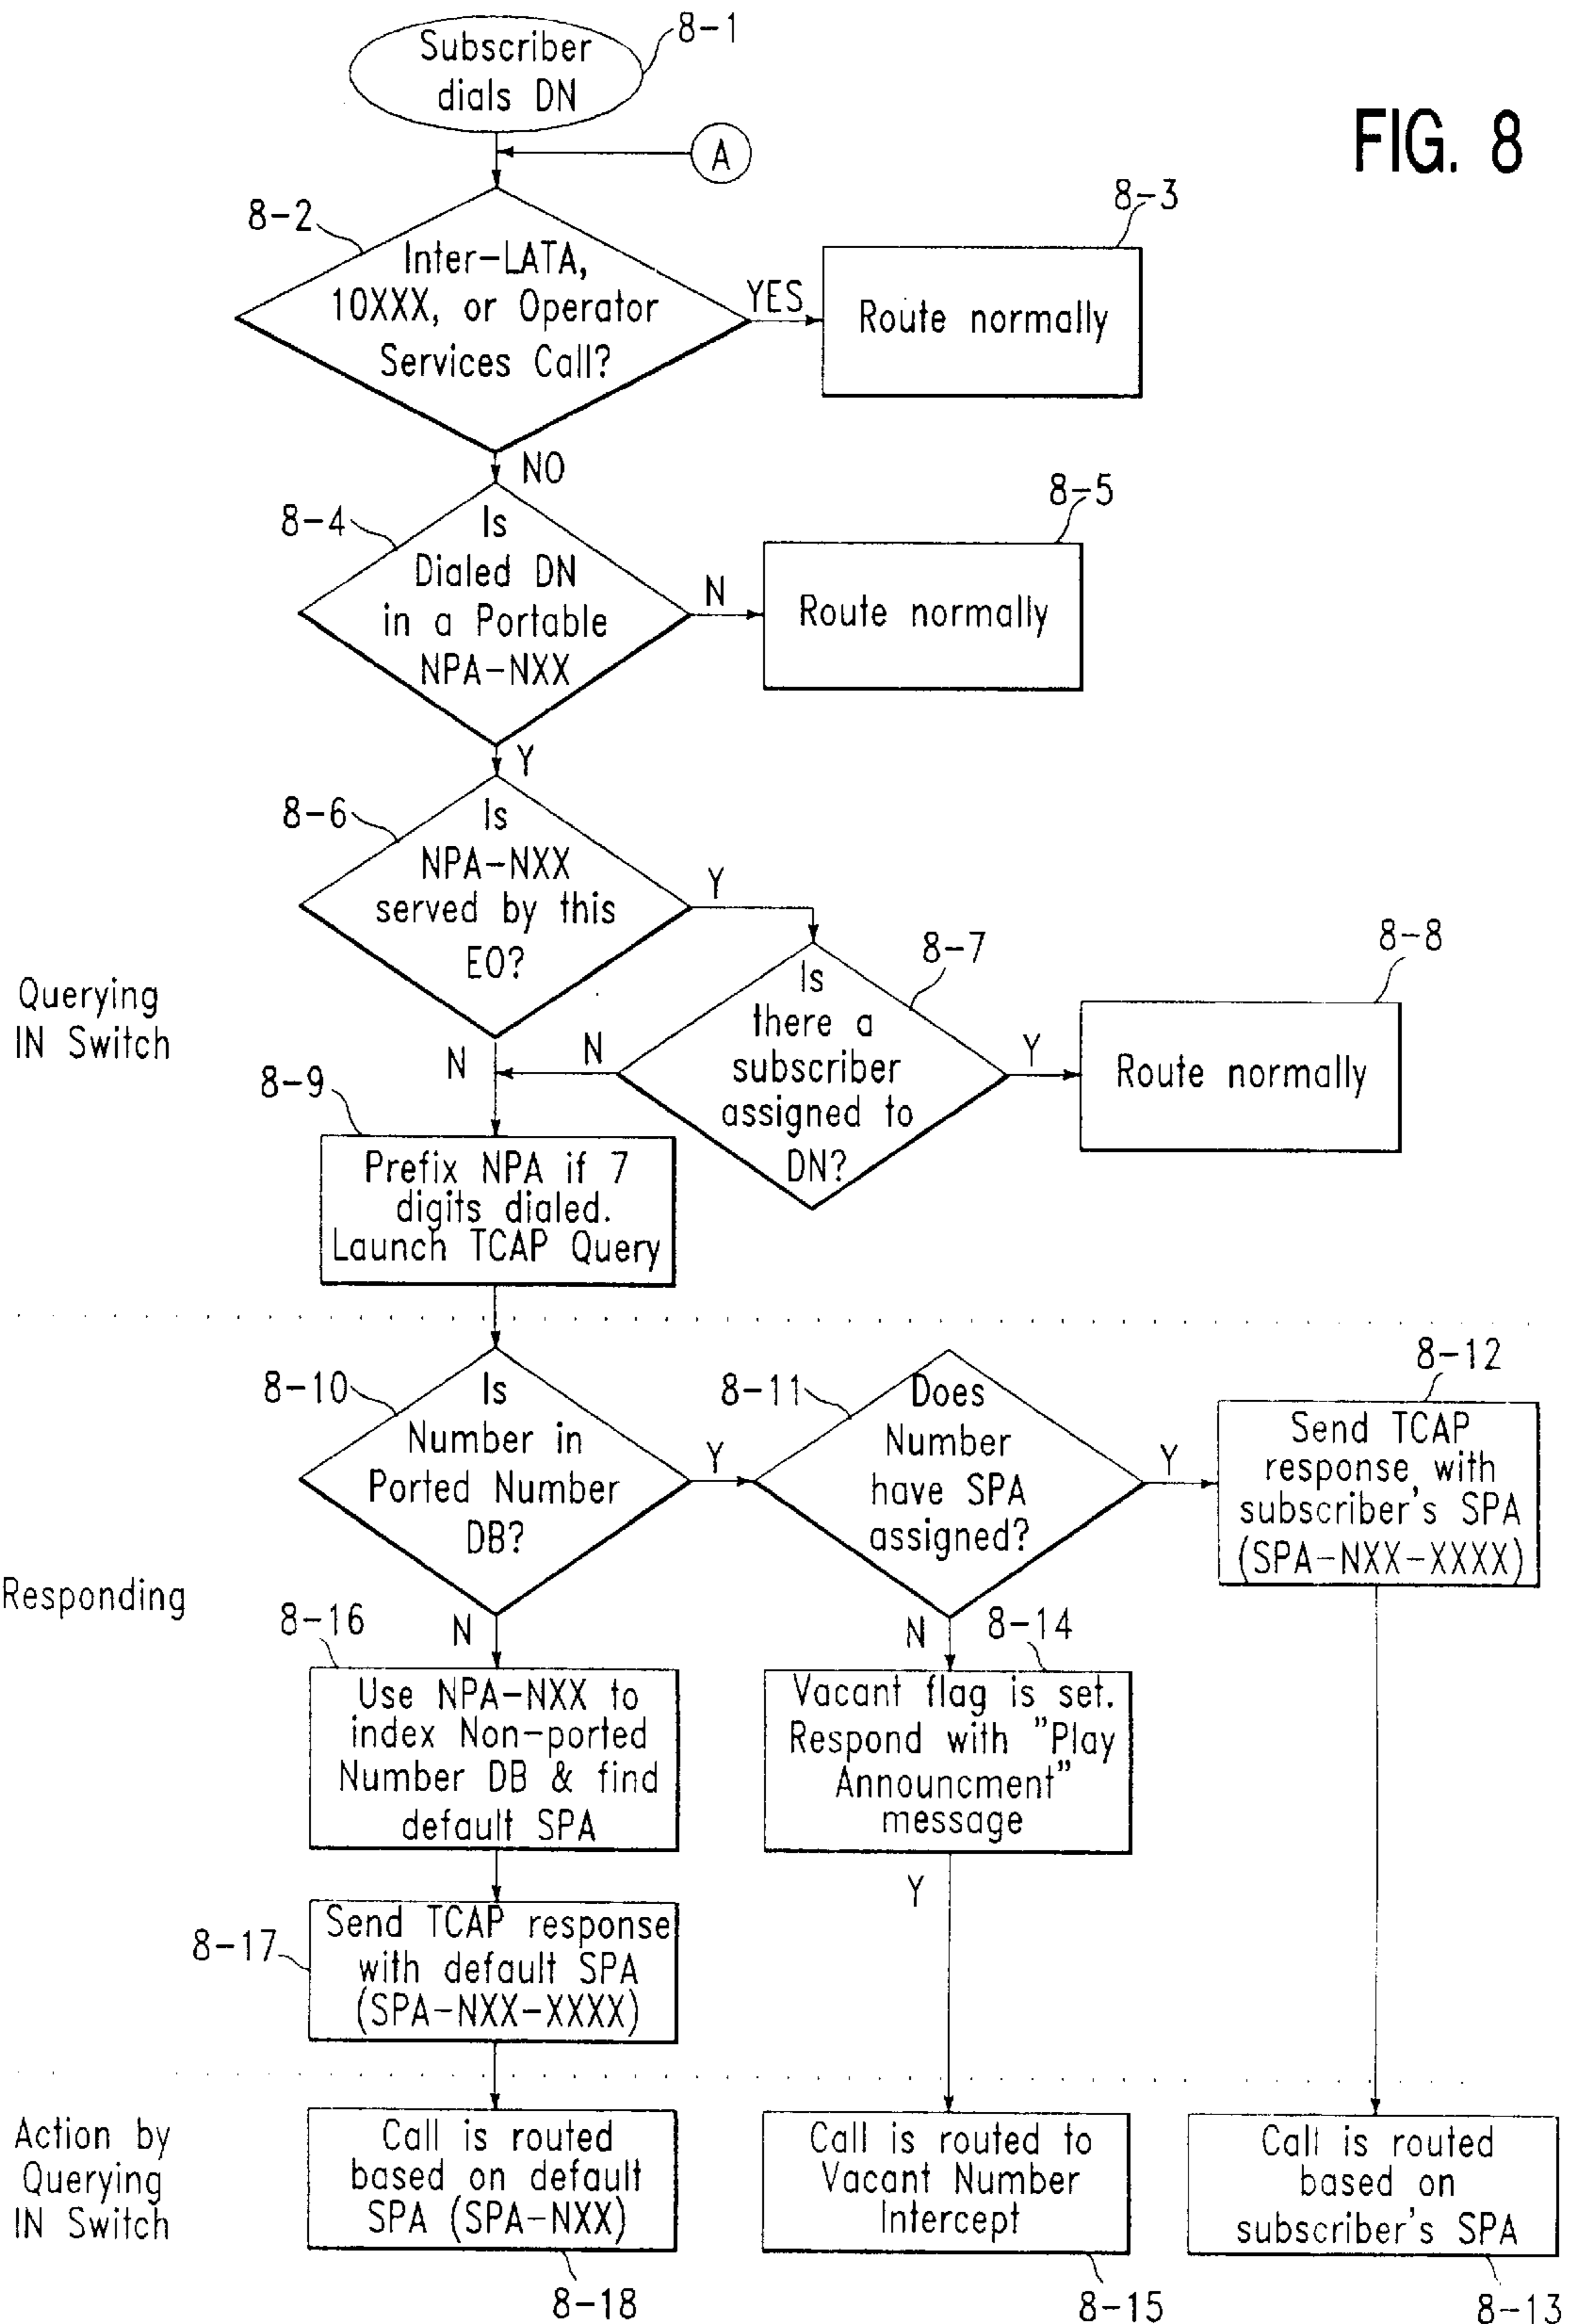 FIG. 8
8-1
Subscriber
dials DN
A
8-2
Inter-LATA,
10XXX, or Operator
Services Call?
YES
8-3
Route normally
NO
8-4
Is
Dialed DN
in a Portable
NPA-NXX
N
8-5
Route normally
Y
8-6
Is
NPA-NXX
served by this
EO?
Y
8-7
Is
there a
subscriber
assigned to
DN?
Y
8-8
Route normally
N
N
Querying
IN Switch
8-9
Prefix NPA if 7
digits dialed.
Launch TCAP Query
8-10
Is
Number in
Ported Number
DB?
Y
8-11
Does
Number
have SPA
assigned?
Y
8-12
Send TCAP
response with
subscriber's SPA
(SPA-NXX-XXXX)
Responding
N
8-16
Use NPA-NXX to
index Non-ported
Number DB & find
default SPA
N
8-14
Vacant flag is set.
Respond with "Play
Announcment"
message
Y
8-17
Send TCAP response
with default SPA
(SPA-NXX-XXXX)
Action by
Querying
IN Switch
Call is routed
based on default
SPA (SPA-NXX)
8-18
Call is routed to
Vacant Number
Intercept
8-15
Call is routed
based on
subscriber's SPA
8-13